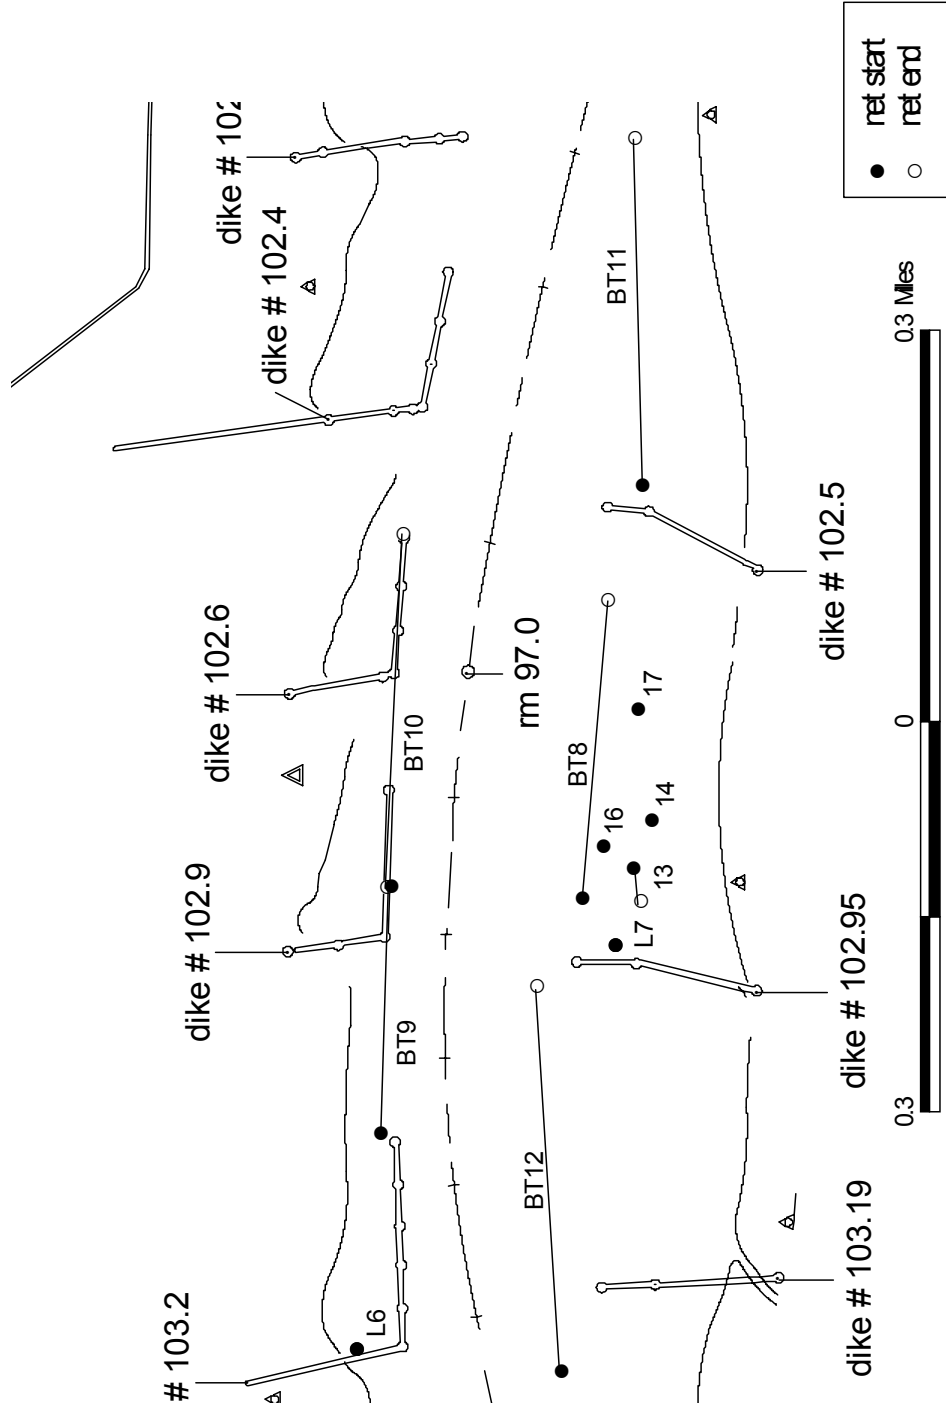 dike # 102
dike # 102.4
dike # 102.6
dike # 102.9
# 103.2
L6
BT9
BT10
rm 97.0
BT11
BT8
17
16
14
13
L7
BT12
dike # 102.5
dike # 102.95
dike # 103.19
0.3
0
0.3 Miles
net start
net end